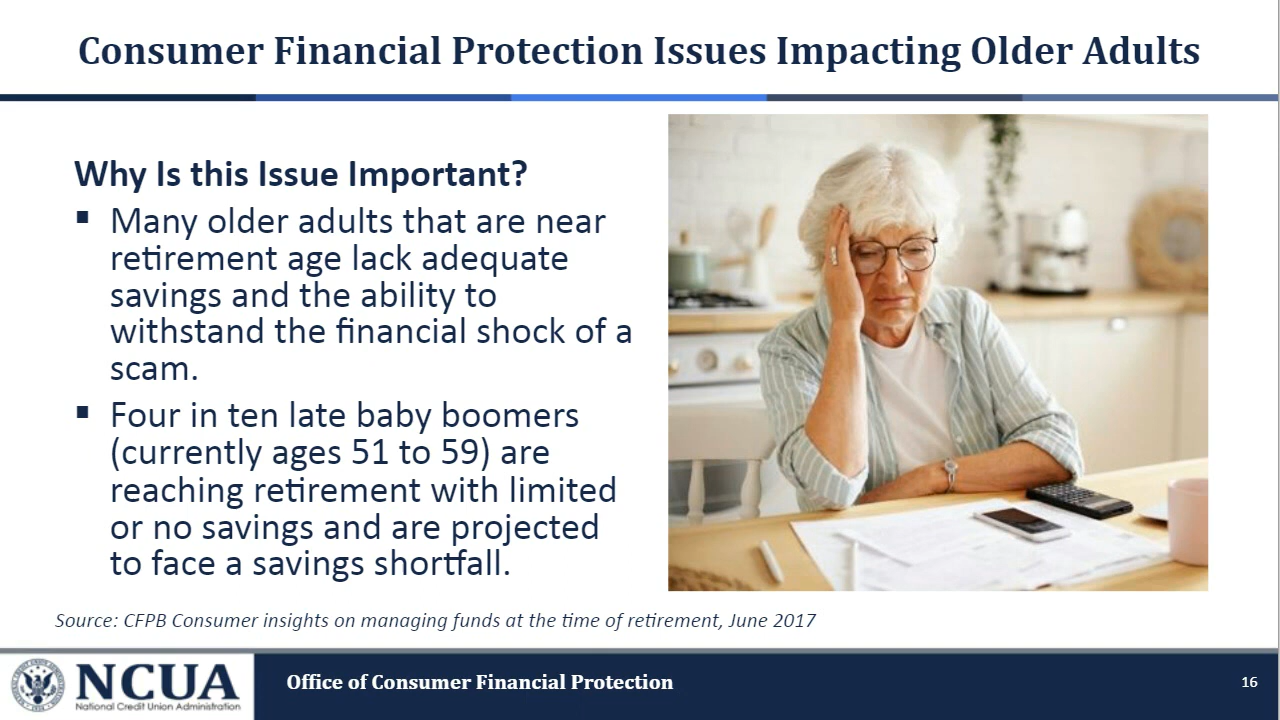 Consumer Financial Protection Issues Impacting Older Adults
Why Is this Issue Important?
▪ Many older adults that are near
retirement age lack adequate
savings and the ability to
withstand the financial shock of a
scam.
▪ Four in ten late baby boomers
(currently ages 51 to 59) are
reaching retirement with limited
or no savings and are projected
to face a savings shortfall.
Source: CFPB Consumer insights on managing funds at the time of retirement, June 2017
NCUA
National Credit Union Administration
Office of Consumer Financial Protection
16